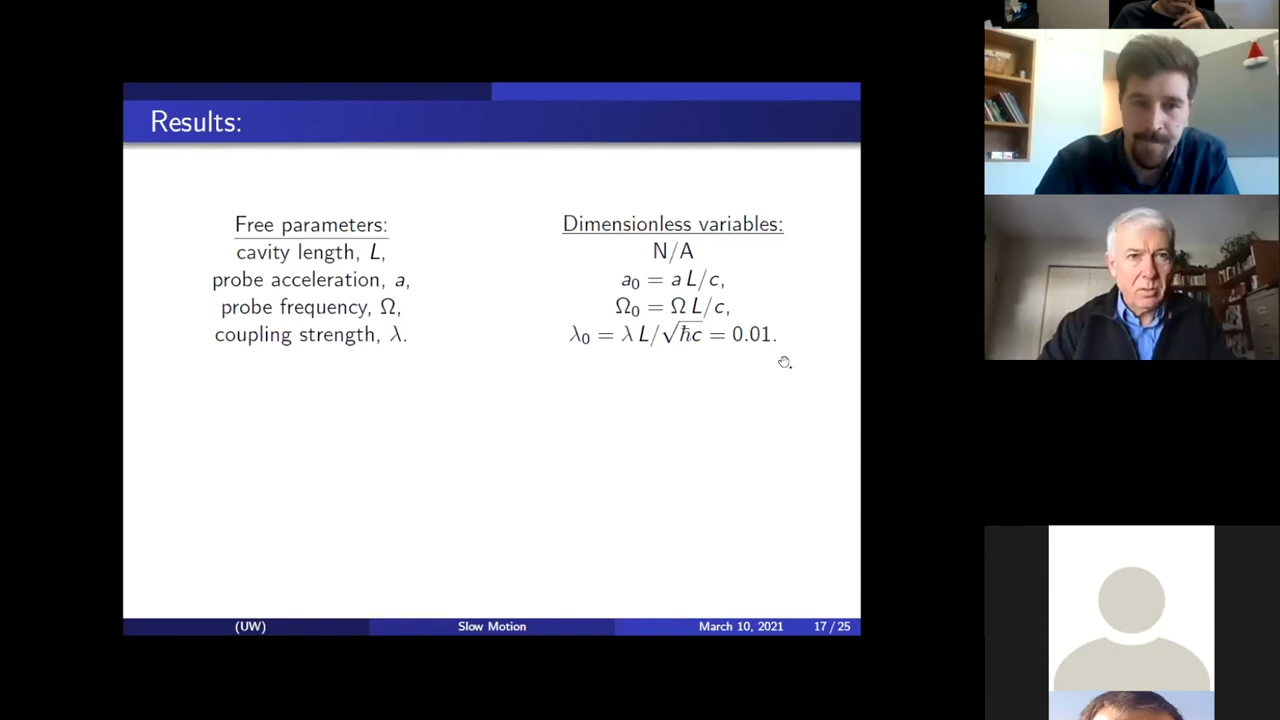 Results:
Free parameters:
cavity length, L,
probe acceleration, a,
probe frequency, Ω,
coupling strength, λ.
Dimensionless variables:
N/A
a₀ = a L/c,
Ω₀ = Ω L/c,
λ₀ = λ L/√ħc = 0.01.
(UW)
Slow Motion
March 10, 2021
17 / 25